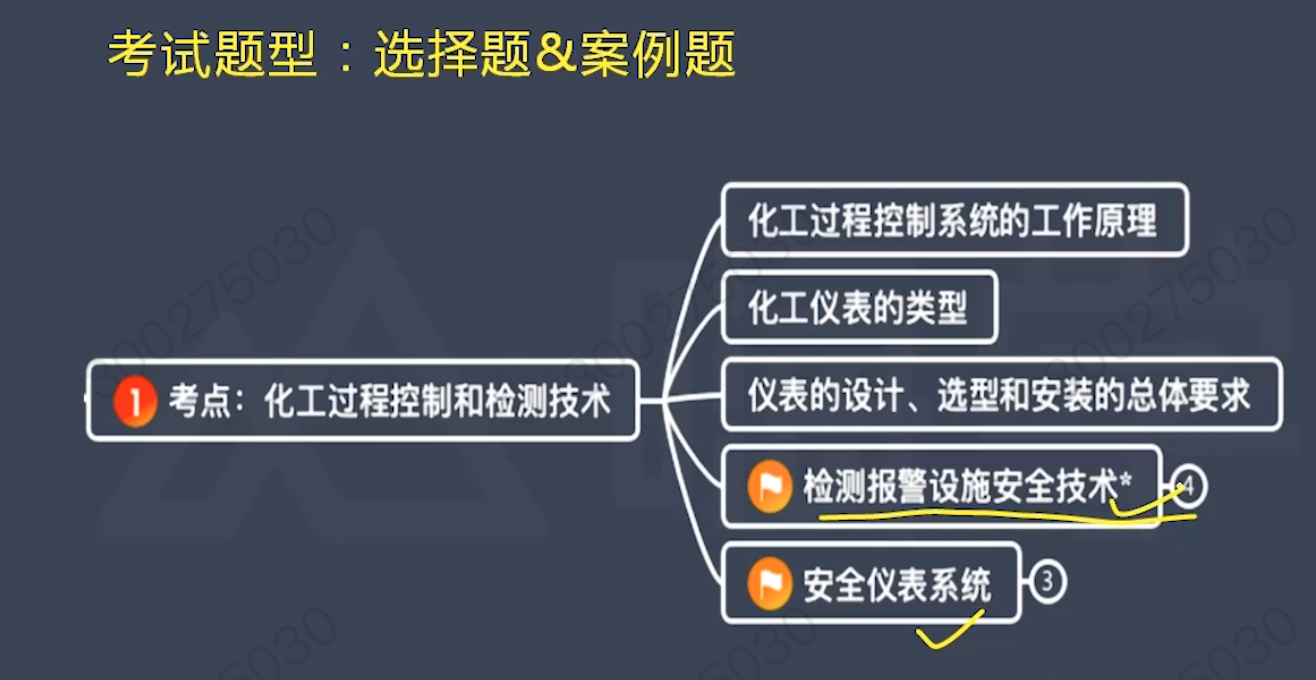 考试题型：选择题&案例题
化工过程控制系统的工作原理
化工仪表的类型
1 考点：化工过程控制和检测技术
仪表的设计、选型和安装的总体要求
检测报警设施安全技术* 4
安全仪表系统 3
300275030
300275030
300275030